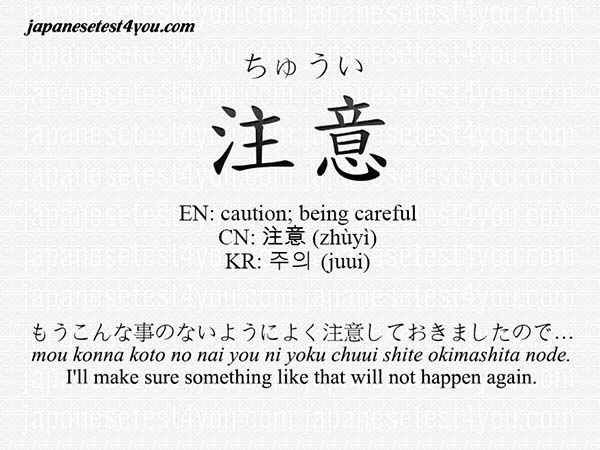 japanesetest4you.com
ちゅうい
注意
EN: caution; being careful
CN: 注意 (zhùyì)
KR: 주의 (juui)
もうこんな事のないようによく注意しておきましたので…
mou konna koto no nai you ni yoku chuui shite okimashita node.
I'll make sure something like that will not happen again.